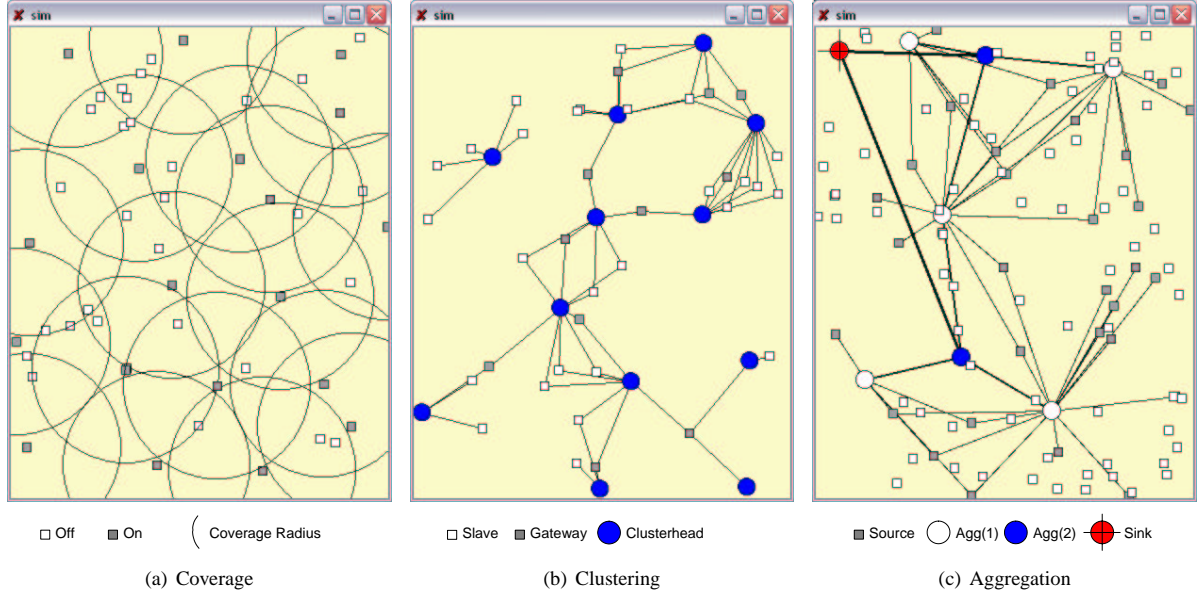 sim
sim
sim
Off On Coverage Radius
Slave Gateway Clusterhead
Source Agg(1) Agg(2) Sink
(a) Coverage
(b) Clustering
(c) Aggregation